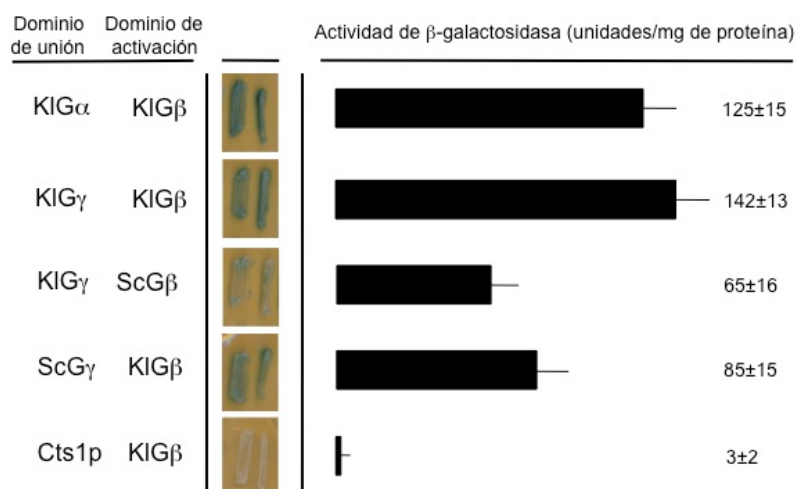 Dominio de unión
Dominio de activación
Actividad de β-galactosidasa (unidades/mg de proteína)
KlGα KlGβ 125±15
KlGγ KlGβ 142±13
KlGγ ScGβ 65±16
ScGγ KlGβ 85±15
Cts1p KlGβ 3±2